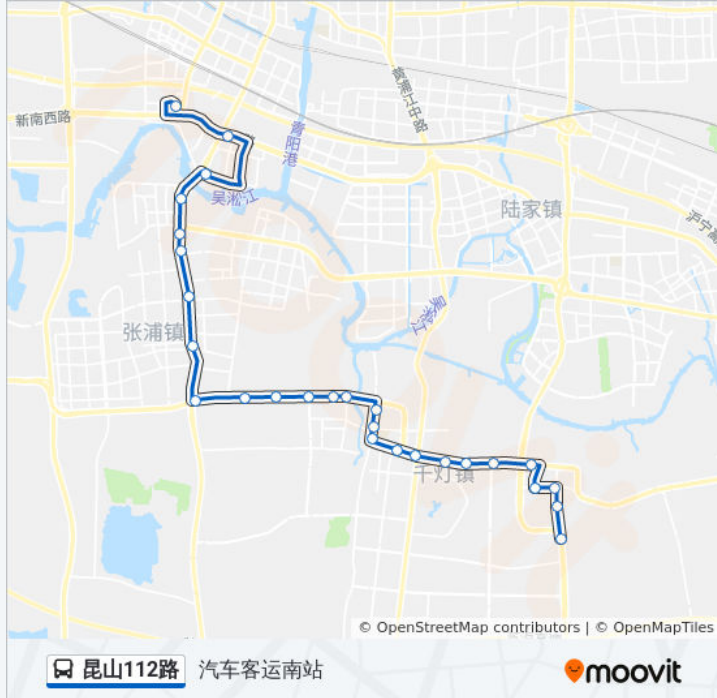 黄浦江中路
新南西路
青阳港
吴淞江
陆家镇
沪宁高
吴淞江
张浦镇
千灯镇
© OpenStreetMap contributors | © OpenMapTiles
昆山112路 汽车客运南站
moovit